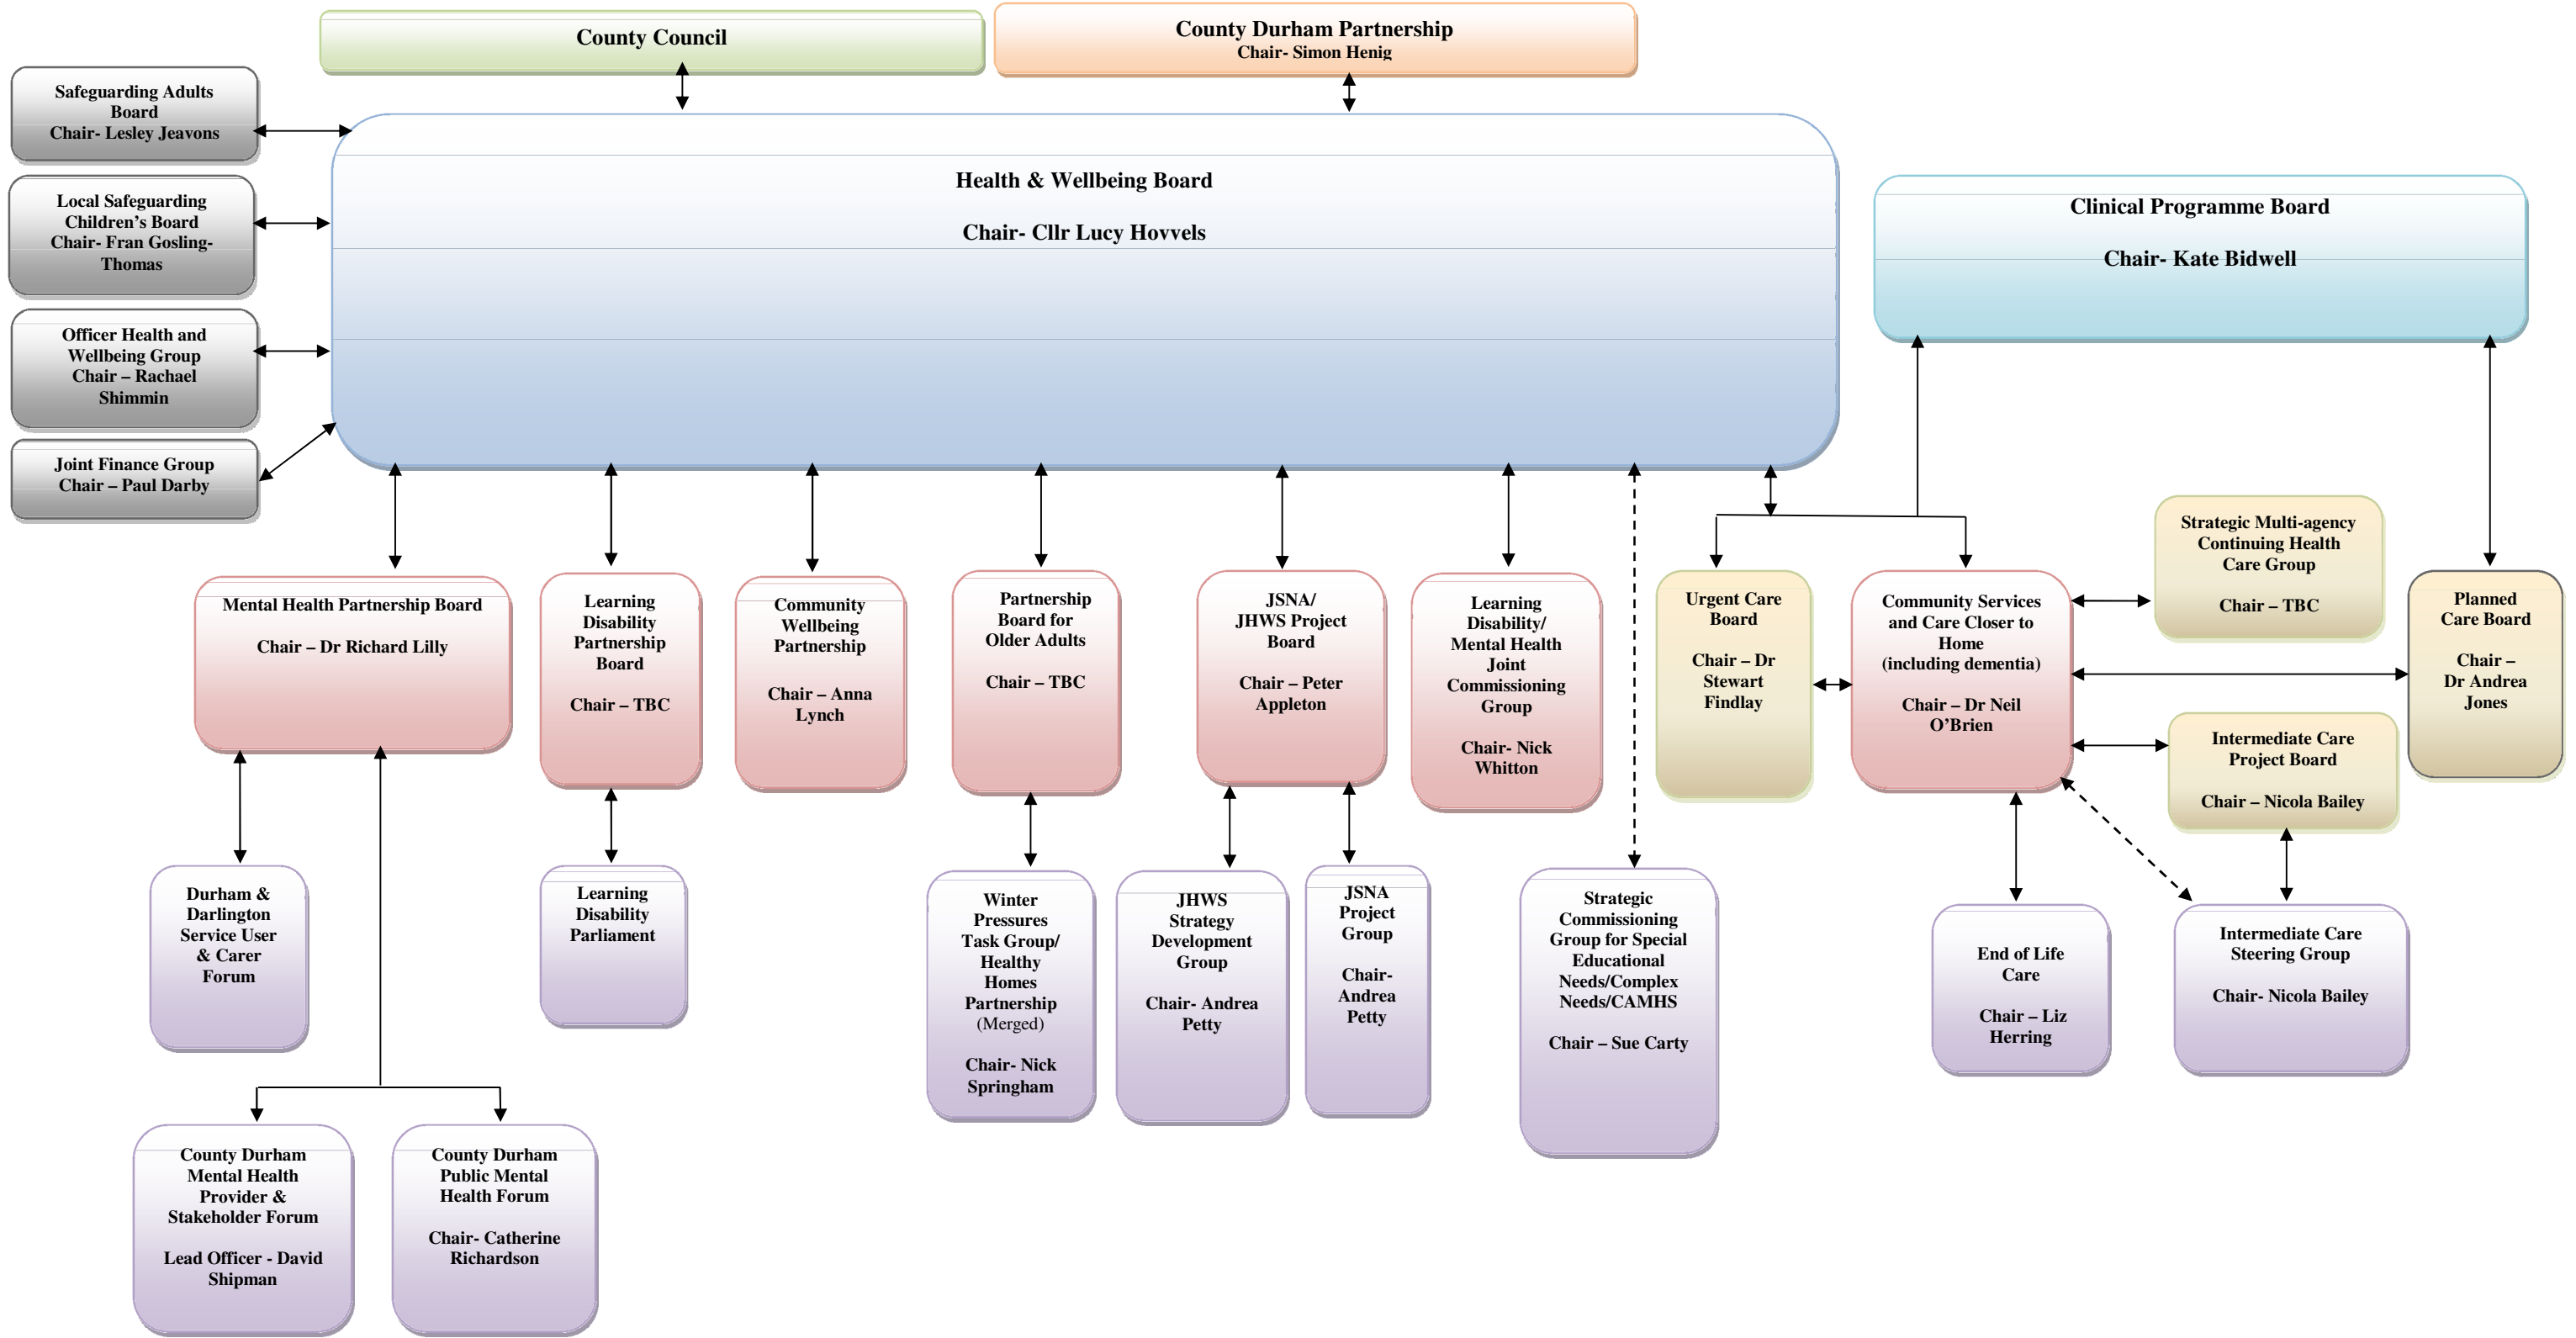 County Council
County Durham Partnership
Chair- Simon Henig
Safeguarding Adults
Board
Chair- Lesley Jeavons
Local Safeguarding
Children's Board
Chair- Fran Gosling-
Thomas
Officer Health and
Wellbeing Group
Chair – Rachael
Shimmin
Joint Finance Group
Chair – Paul Darby
Health & Wellbeing Board
Chair- Cllr Lucy Hovvels
Clinical Programme Board
Chair- Kate Bidwell
Mental Health Partnership Board
Chair – Dr Richard Lilly
Learning
Disability
Partnership
Board
Chair – TBC
Community
Wellbeing
Partnership
Chair – Anna
Lynch
Partnership
Board for
Older Adults
Chair – TBC
JSNA/
JHWS Project
Board
Chair – Peter
Appleton
Learning
Disability/
Mental Health
Joint
Commissioning
Group
Chair- Nick
Whitton
Urgent Care
Board
Chair – Dr
Stewart
Findlay
Community Services
and Care Closer to
Home
(including dementia)
Chair – Dr Neil
O'Brien
Strategic Multi-agency
Continuing Health
Care Group
Chair – TBC
Planned
Care Board
Chair –
Dr Andrea
Jones
Intermediate Care
Project Board
Chair – Nicola Bailey
Durham &
Darlington
Service User
& Carer
Forum
Learning
Disability
Parliament
Winter
Pressures
Task Group/
Healthy
Homes
Partnership
(Merged)
Chair- Nick
Springham
JHWS
Strategy
Development
Group
Chair- Andrea
Petty
JSNA
Project
Group
Chair-
Andrea
Petty
Strategic
Commissioning
Group for Special
Educational
Needs/Complex
Needs/CAMHS
Chair – Sue Carty
End of Life
Care
Chair – Liz
Herring
Intermediate Care
Steering Group
Chair- Nicola Bailey
County Durham
Mental Health
Provider &
Stakeholder Forum
Lead Officer - David
Shipman
County Durham
Public Mental
Health Forum
Chair- Catherine
Richardson